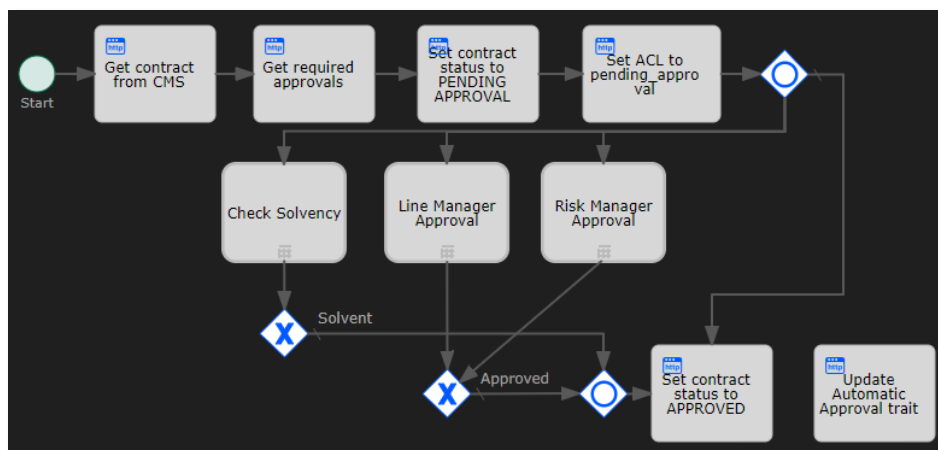 http
Get contract
from CMS
http
Get required
approvals
http
Set contract
status to
PENDING
APPROVAL
http
Set ACL to
pending_appro
val
Start
Check Solvency
Line Manager
Approval
Risk Manager
Approval
Solvent
X
Approved
X
http
Set contract
status to
APPROVED
http
Update
Automatic
Approval trait